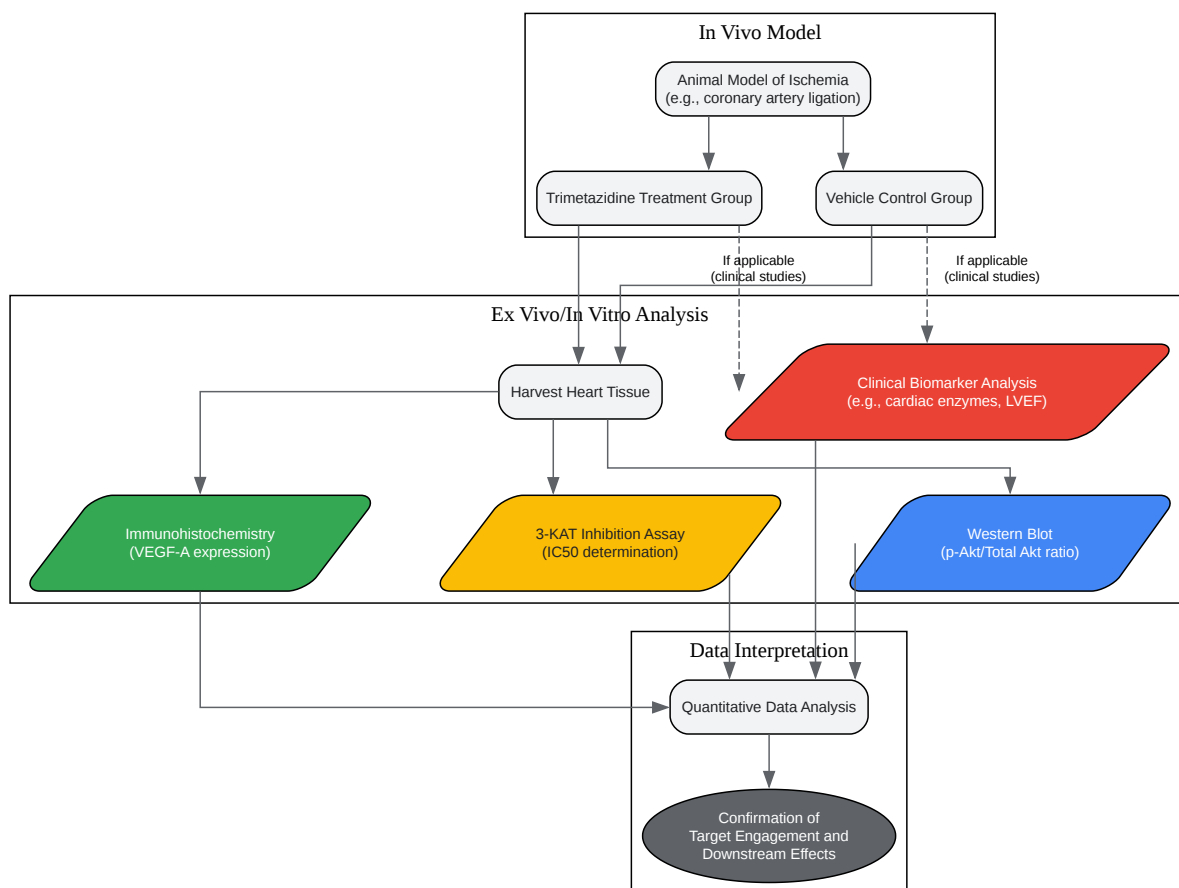 In Vivo Model
Animal Model of Ischemia
(e.g., coronary artery ligation)
Trimetazidine Treatment Group
Vehicle Control Group
If applicable
(clinical studies)
If applicable
(clinical studies)
Ex Vivo/In Vitro Analysis
Harvest Heart Tissue
Clinical Biomarker Analysis
(e.g., cardiac enzymes, LVEF)
Immunohistochemistry
(VEGF-A expression)
3-KAT Inhibition Assay
(IC50 determination)
Western Blot
(p-Akt/Total Akt ratio)
Data Interpretation
Quantitative Data Analysis
Confirmation of
Target Engagement and
Downstream Effects